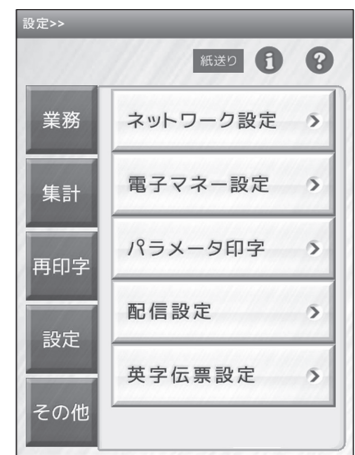 設定>>
紙送り
業務
集計
再印字
設定
その他
ネットワーク設定
電子マネー設定
パラメータ印字
配信設定
英字伝票設定